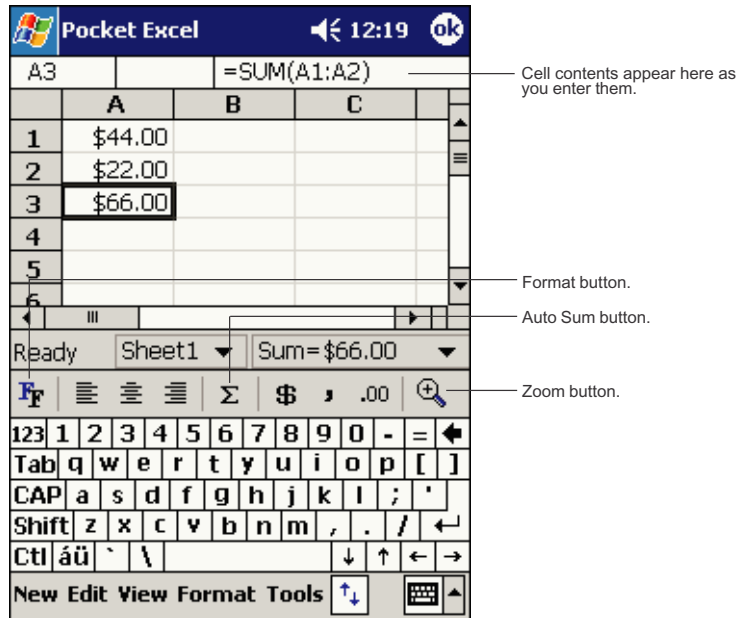 Pocket Excel 12:19 ok
A3 =SUM(A1:A2)
Cell contents appear here as
you enter them.
A B C
1 $44.00
2 $22.00
3 $66.00
4
5
6
Format button.
Auto Sum button.
Ready Sheet1 Sum=$66.00
FF Σ $ , .00
Zoom button.
123 1 2 3 4 5 6 7 8 9 0 - =
Tab q w e r t y u i o p [ ]
CAP a s d f g h j k l ; '
Shift z x c v b n m , . /
Ctl áü ` \ ↓ ↑ ← →
New Edit View Format Tools